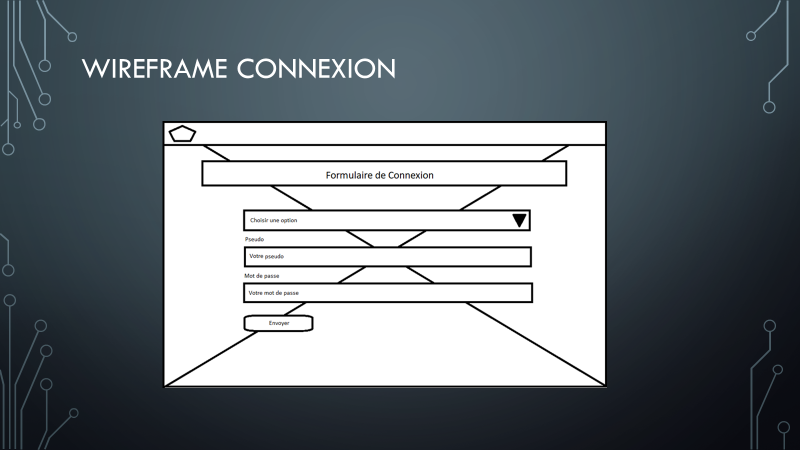 WIREFRAME CONNEXION
Formulaire de Connexion
Choisir une option
Pseudo
Votre pseudo
Mot de passe
Votre mot de passe
Envoyer